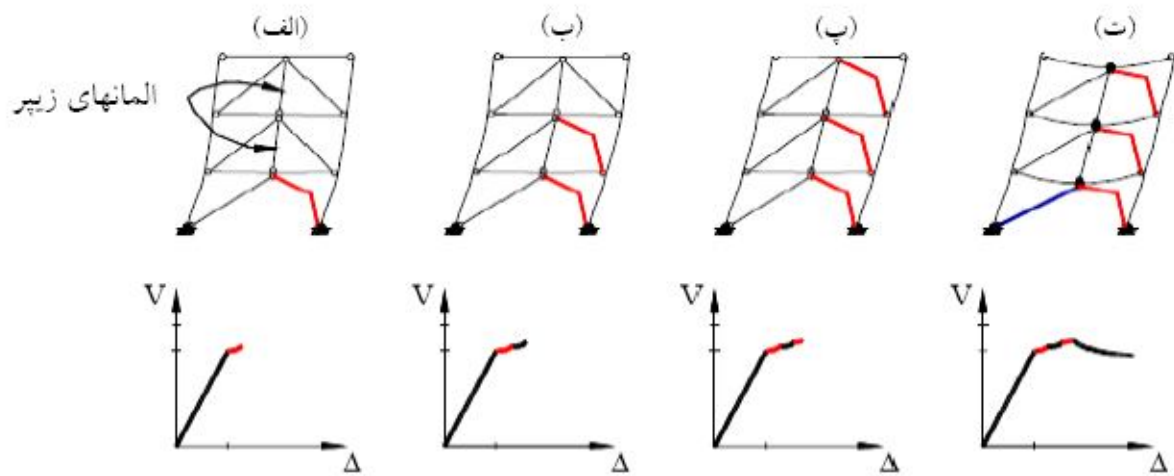 (الف) (ب) (پ) (ت)
المانهای زیپر
V V V V
Δ Δ Δ Δ